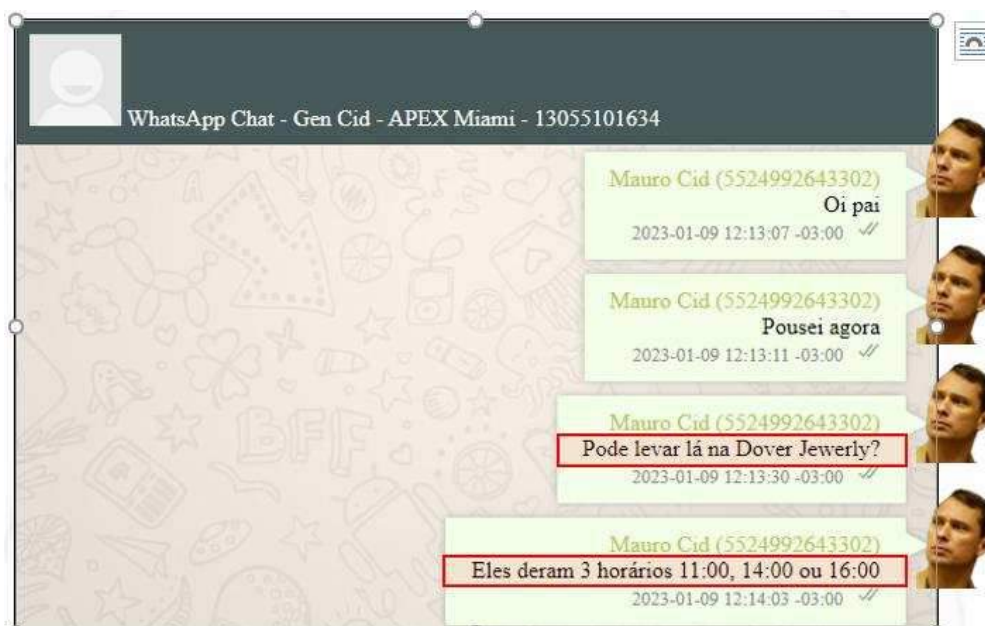 WhatsApp Chat - Gen Cid - APEX Miami - 13055101634
Mauro Cid (5524992643302)
Oi pai
2023-01-09 12:13:07 -03:00
Mauro Cid (5524992643302)
Pousei agora
2023-01-09 12:13:11 -03:00
Mauro Cid (5524992643302)
Pode levar lá na Dover Jewerly?
2023-01-09 12:13:30 -03:00
Mauro Cid (5524992643302)
Eles deram 3 horários 11:00, 14:00 ou 16:00
2023-01-09 12:14:03 -03:00
BFF